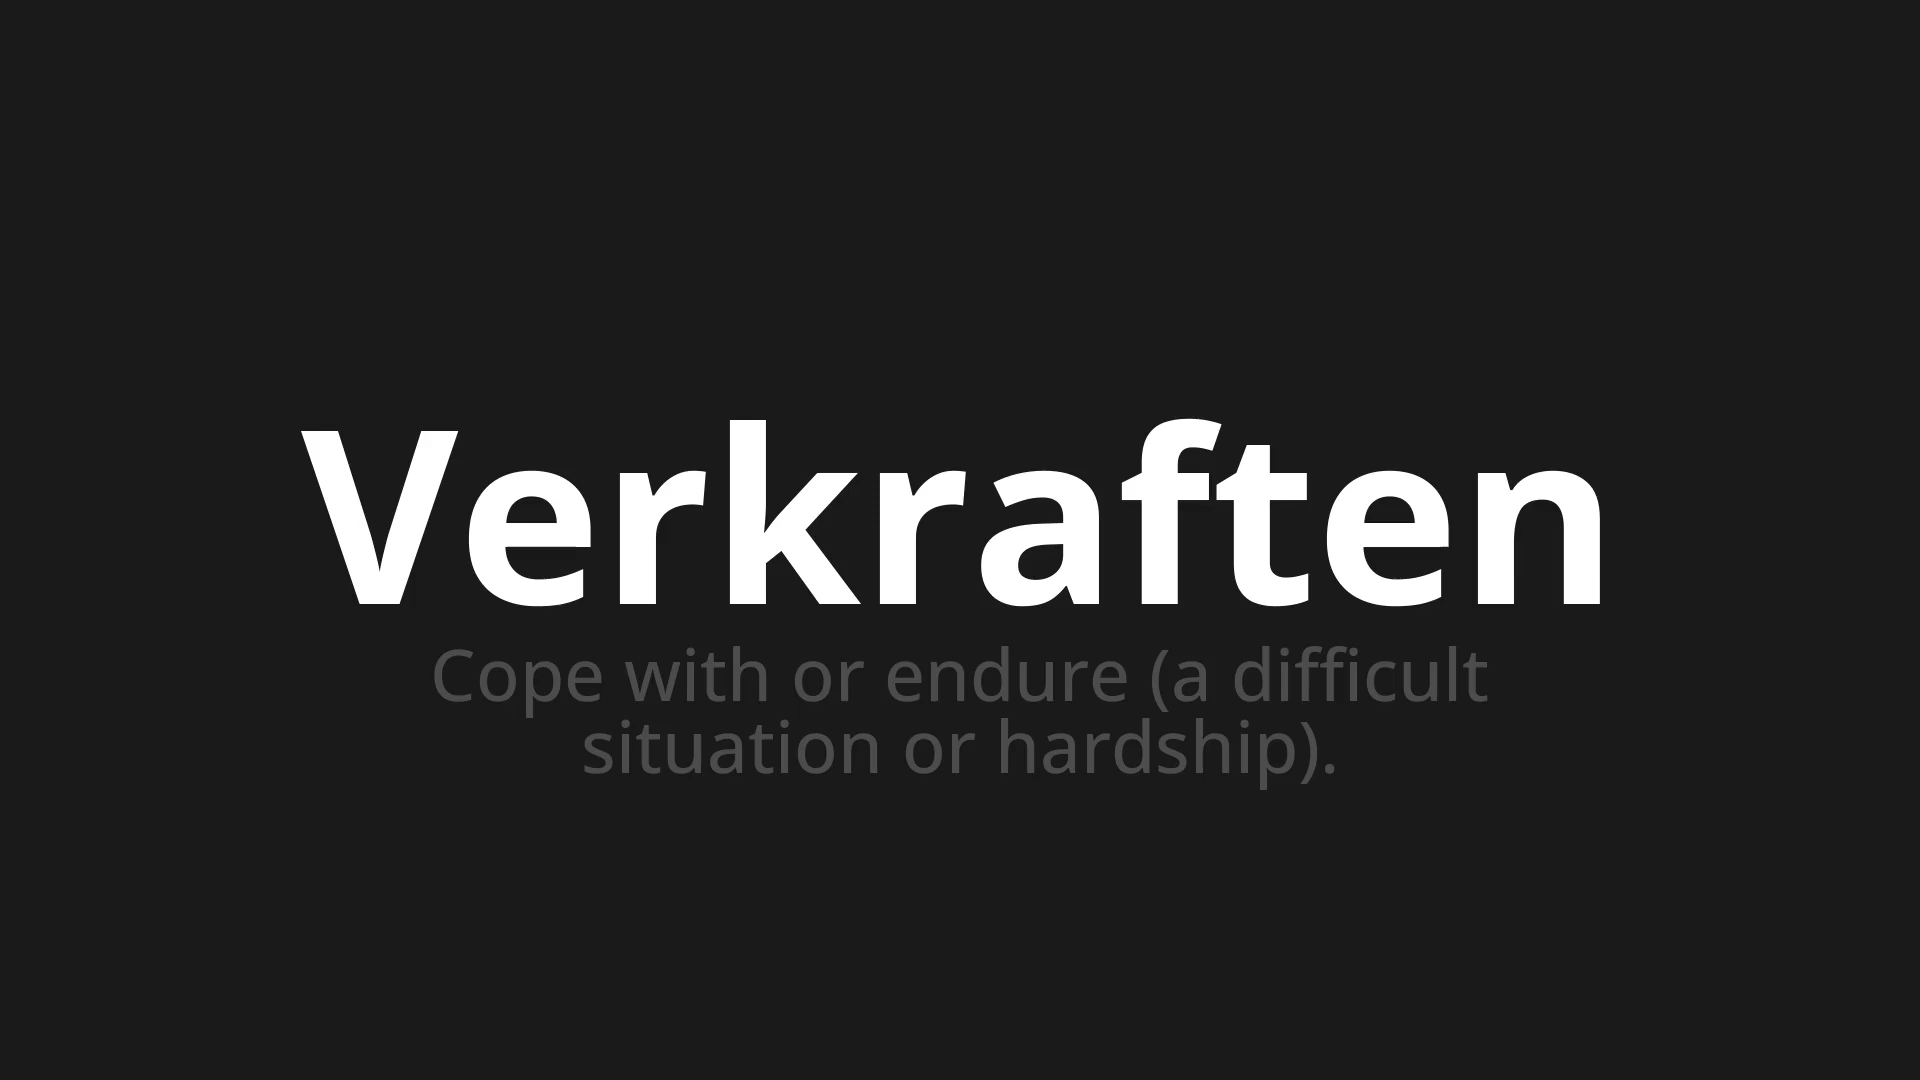 Verkraften
Cope with or endure (a difficult
situation or hardship).